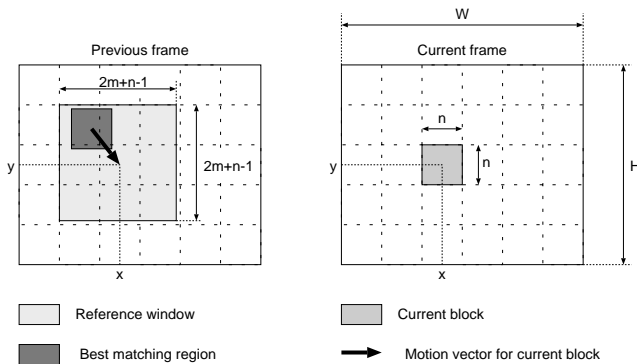 W
Previous frame
Current frame
2m+n-1
n
y
2m+n-1
y
n
H
x
x
Reference window
Current block
Best matching region
Motion vector for current block